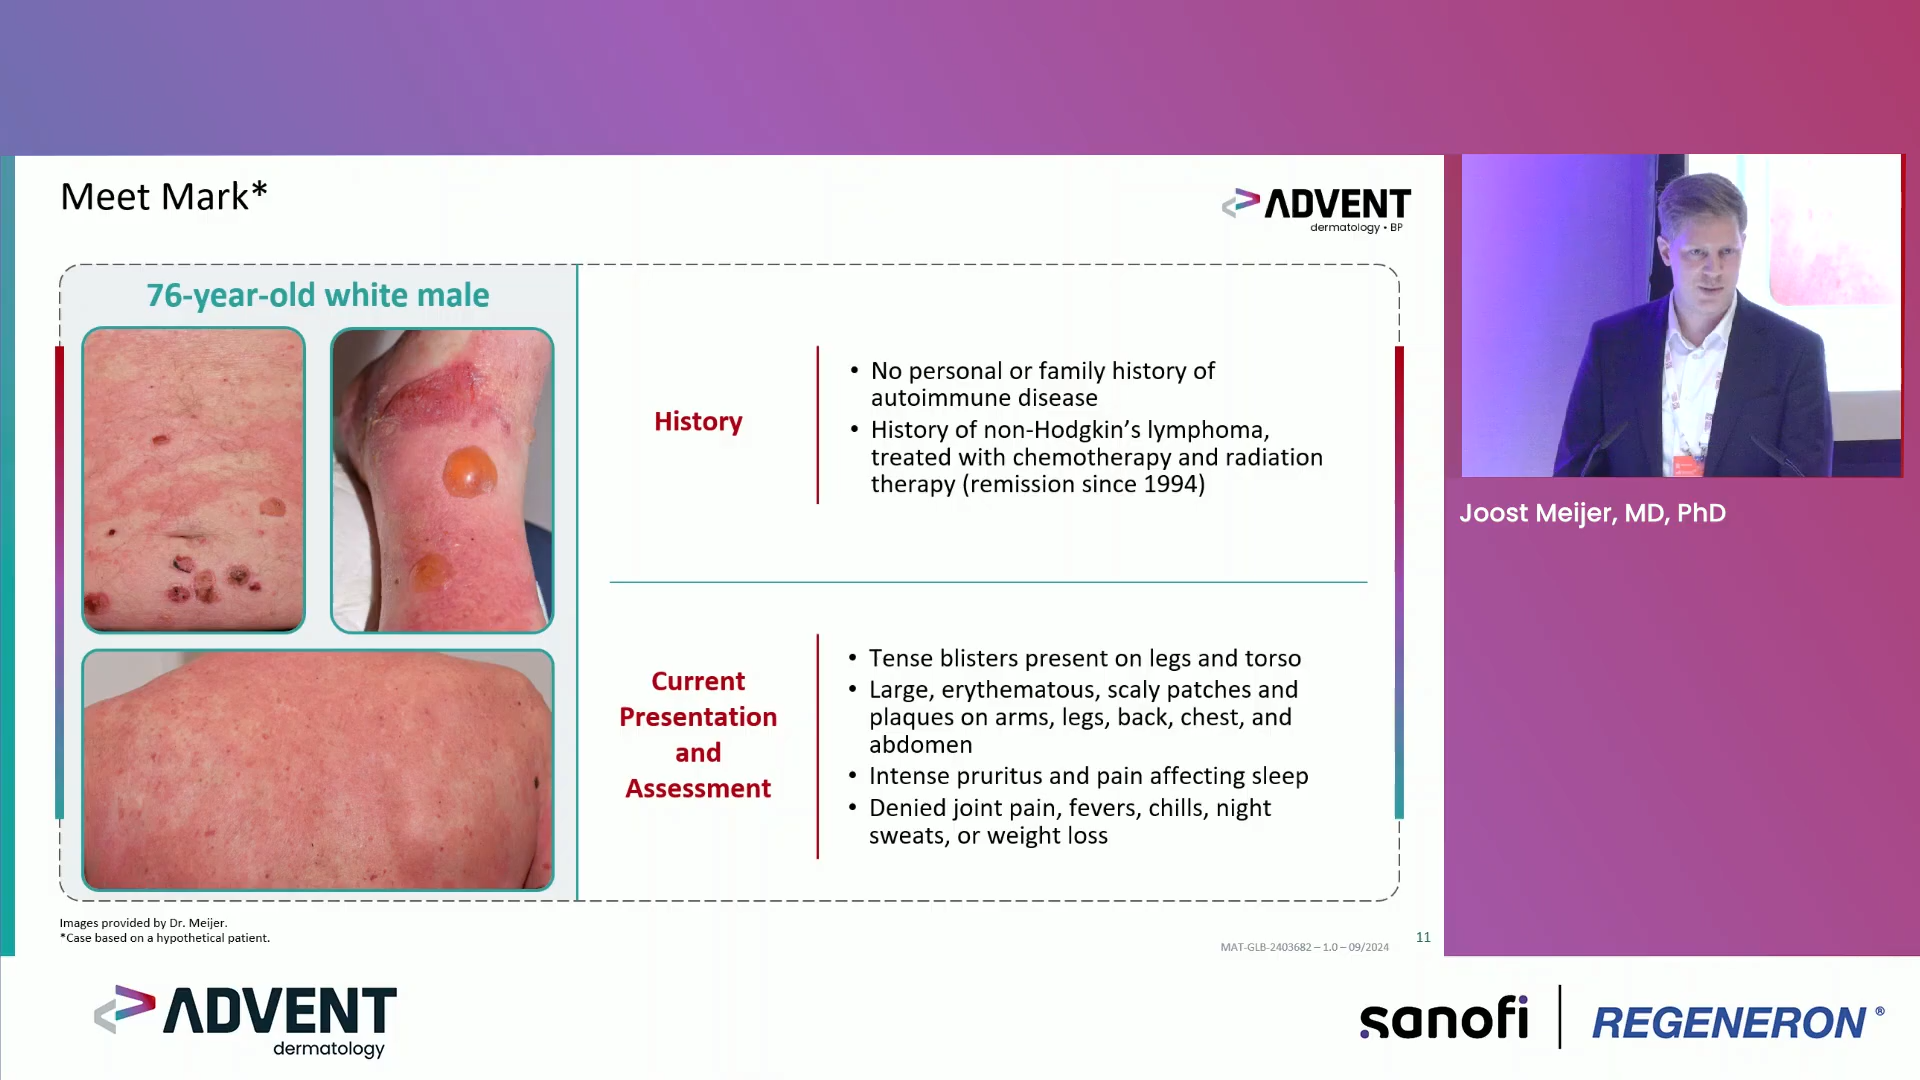 Meet Mark*
ADVENT
dermatology • BP
76-year-old white male
History
• No personal or family history of
autoimmune disease
• History of non-Hodgkin's lymphoma,
treated with chemotherapy and radiation
therapy (remission since 1994)
Current
Presentation
and
Assessment
• Tense blisters present on legs and torso
• Large, erythematous, scaly patches and
plaques on arms, legs, back, chest, and
abdomen
• Intense pruritus and pain affecting sleep
• Denied joint pain, fevers, chills, night
sweats, or weight loss
Images provided by Dr. Meijer.
*Case based on a hypothetical patient.
MAT-GLB-2403682 – 1.0 – 09/2024
11
Joost Meijer, MD, PhD
ADVENT
dermatology
sanofi
REGENERON®